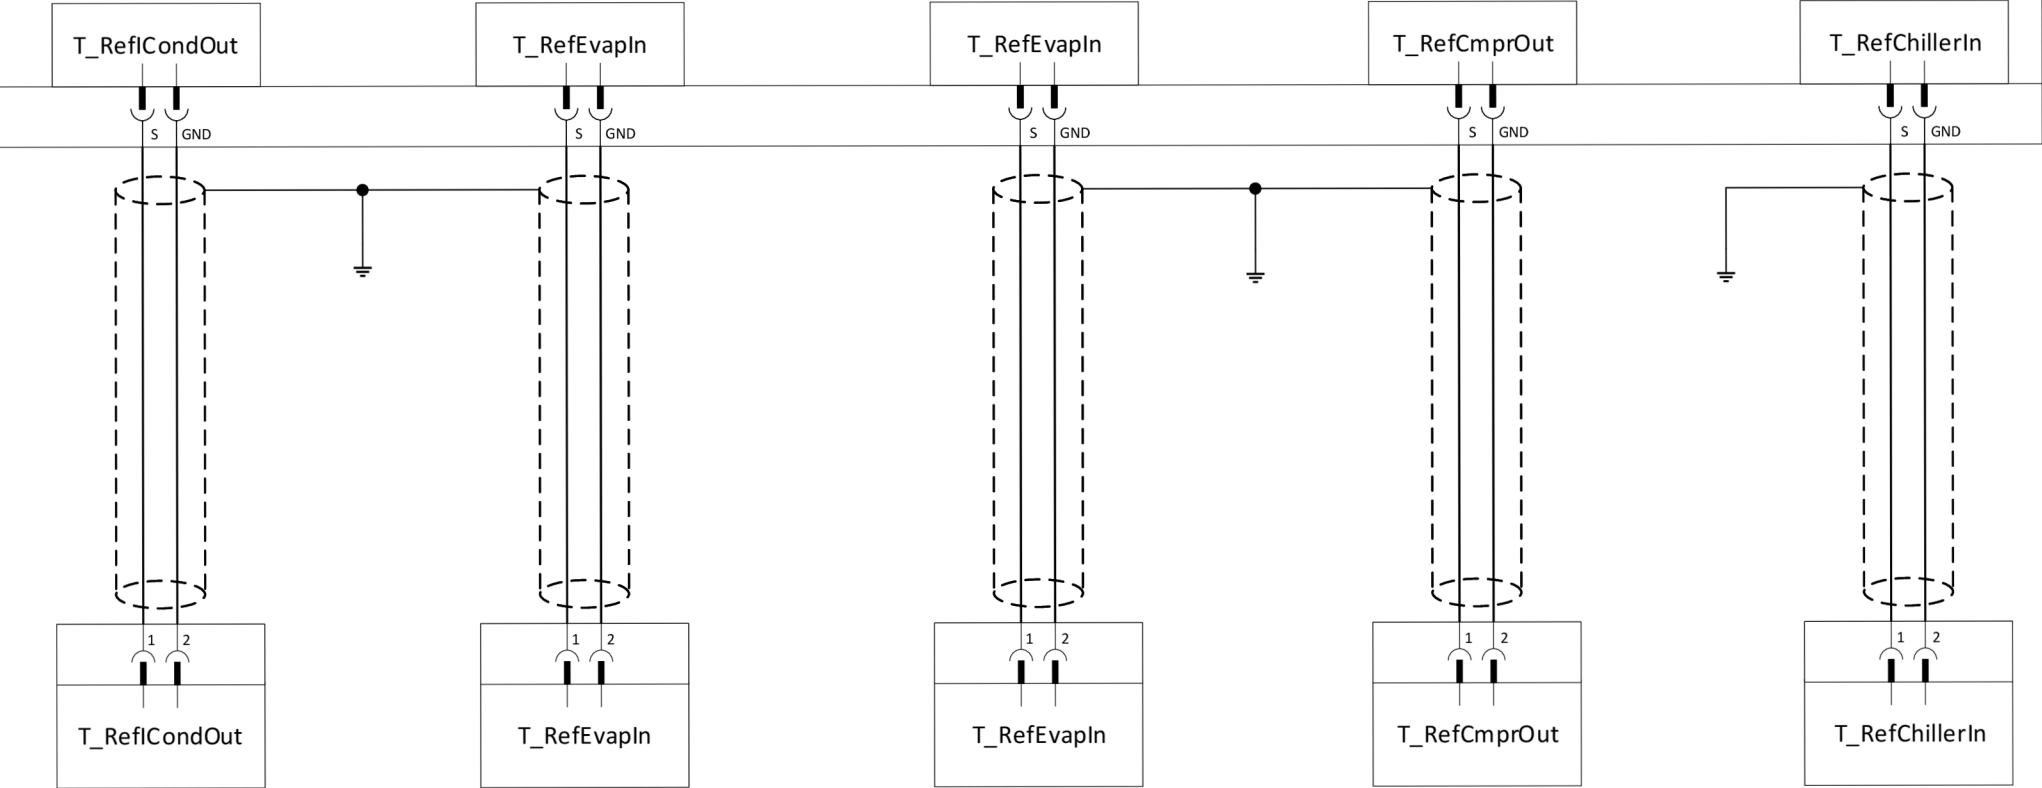 T_RefICondOut
T_RefEvapIn
T_RefEvapIn
T_RefCmprOut
T_RefChillerIn
S GND
S GND
S GND
S GND
S GND
1 2
1 2
1 2
1 2
1 2
T_RefICondOut
T_RefEvapIn
T_RefEvapIn
T_RefCmprOut
T_RefChillerIn